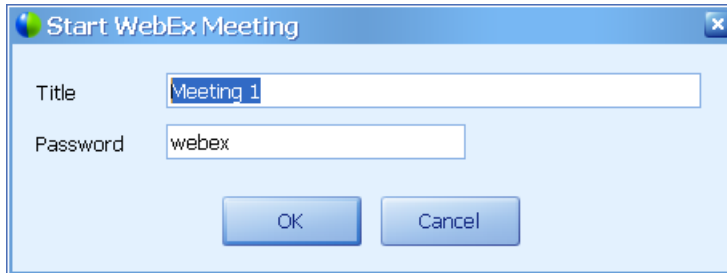 Start WebEx Meeting
Title Meeting 1
Password webex
OK Cancel